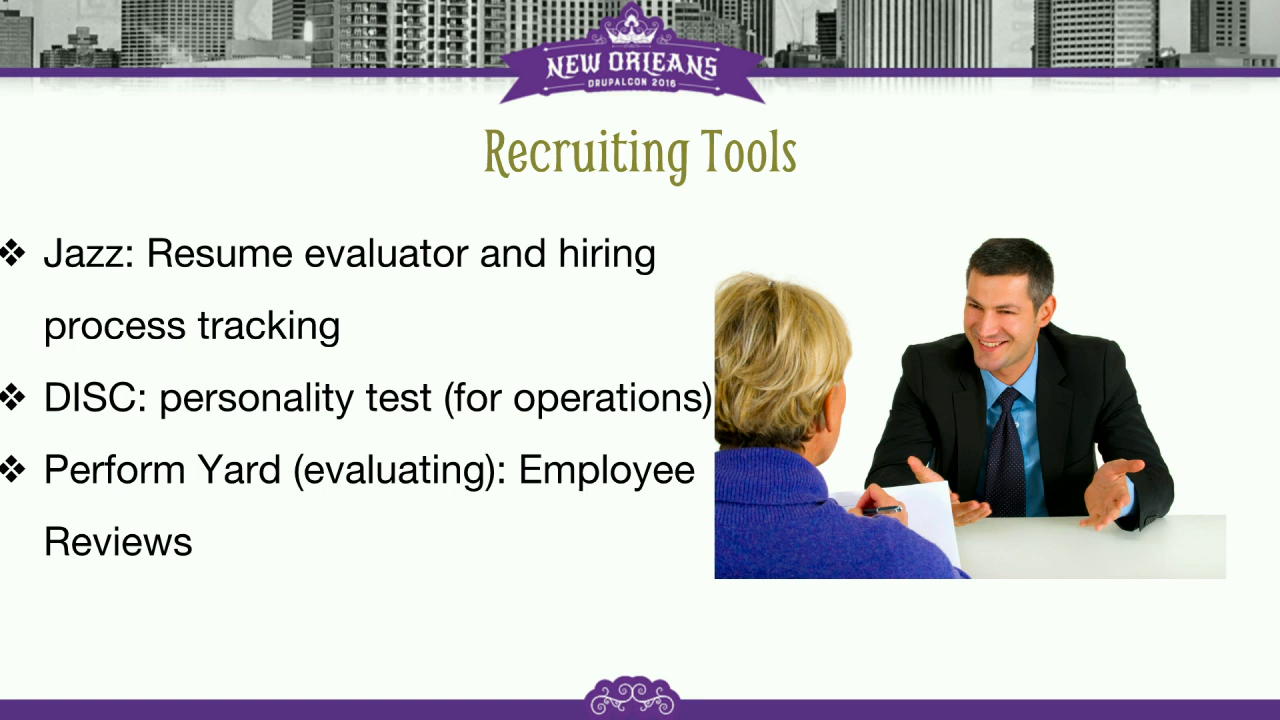 NEW ORLEANS
DRUPALCON 2016
Recruiting Tools
❖ Jazz: Resume evaluator and hiring
process tracking
❖ DISC: personality test (for operations)
❖ Perform Yard (evaluating): Employee
Reviews